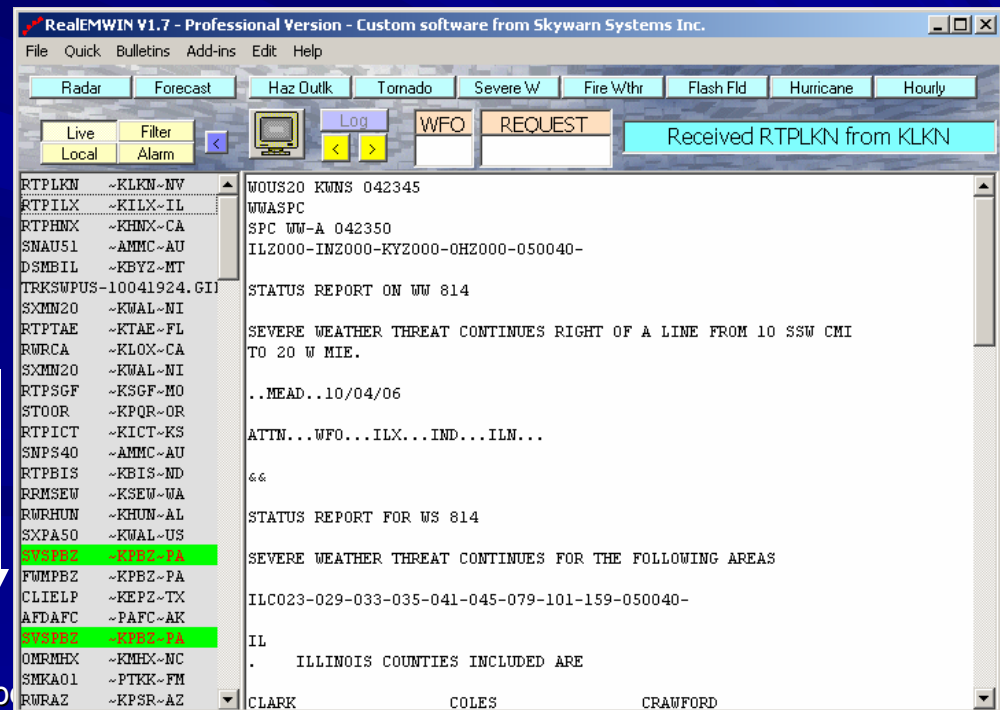 RealEMWIN V1.7 - Professional Version - Custom software from Skywarn Systems Inc.
File Quick Bulletins Add-ins Edit Help
Radar Forecast Haz Outlk Tornado Severe W Fire Wthr Flash Fld Hurricane Hourly
Live Filter Log WFO REQUEST Received RTPLKN from KLKN
Local Alarm < < >
RTPLKN ~KLKN~NV
RTPILX ~KILX~IL
RTPHNX ~KHNX~CA
SNAU51 ~AMMC~AU
DSMBIL ~KBYZ~MT
TRKSWPUS-10041924.GI
SXMN20 ~KWAL~NI
RTPTAE ~KTAE~FL
RWRCA ~KLOX~CA
SXMN20 ~KWAL~NI
RTPSGF ~KSGF~MO
STOOR ~KPQR~OR
RTPICT ~KICT~KS
SNPS40 ~AMMC~AU
RTPBIS ~KBIS~ND
RRMSEW ~KSEW~WA
RWRHUN ~KHUN~AL
SXPA50 ~KWAL~US
SVSPBZ ~KPBZ~PA
FWMPBZ ~KPBZ~PA
CLIELP ~KEPZ~TX
AFDAFC ~PAFC~AK
SVSPBZ ~KPBZ~PA
OMRMHX ~KMHX~NC
SMKA01 ~PTKK~FM
RWRAZ ~KPSR~AZ
WOUS20 KWNS 042345
WWASPC
SPC WW-A 042350
ILZ000-INZ000-KYZ000-OHZ000-050040-
STATUS REPORT ON WW 814
SEVERE WEATHER THREAT CONTINUES RIGHT OF A LINE FROM 10 SSW CMI
TO 20 W MIE.
..MEAD..10/04/06
ATTN...WFO...ILX...IND...ILN...
&&
STATUS REPORT FOR WS 814
SEVERE WEATHER THREAT CONTINUES FOR THE FOLLOWING AREAS
ILC023-029-033-035-041-045-079-101-159-050040-
IL
. ILLINOIS COUNTIES INCLUDED ARE
CLARK COLES CRAWFORD